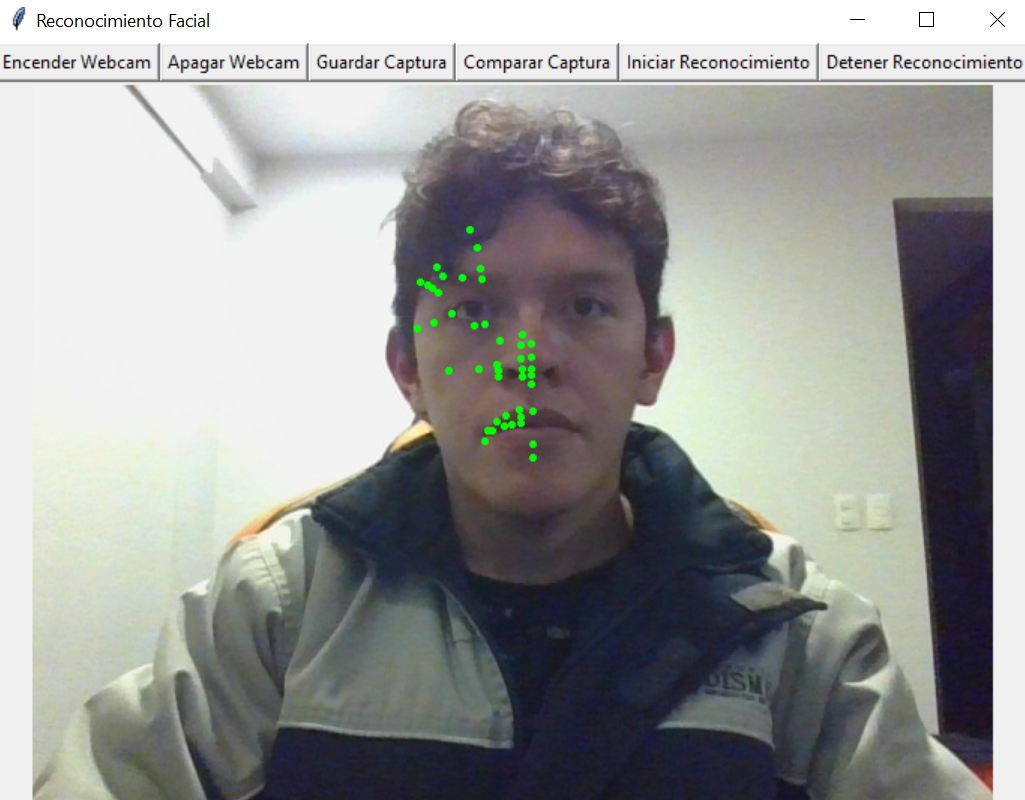 Reconocimiento Facial
Encender Webcam Apagar Webcam Guardar Captura Comparar Captura Iniciar Reconocimiento Detener Reconocimiento